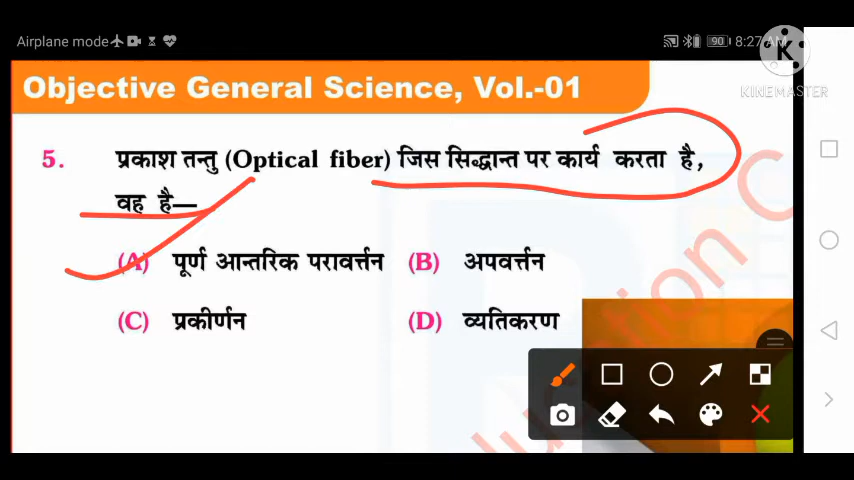 Airplane mode 90 8:27 AM
KINEMASTER
Objective General Science, Vol.-01
5. प्रकाश तन्तु (Optical fiber) जिस सिद्धान्त पर कार्य करता है,
वह है—
(A) पूर्ण आन्तरिक परावर्त्तन (B) अपवर्त्तन
(C) प्रकीर्णन (D) व्यतिकरण